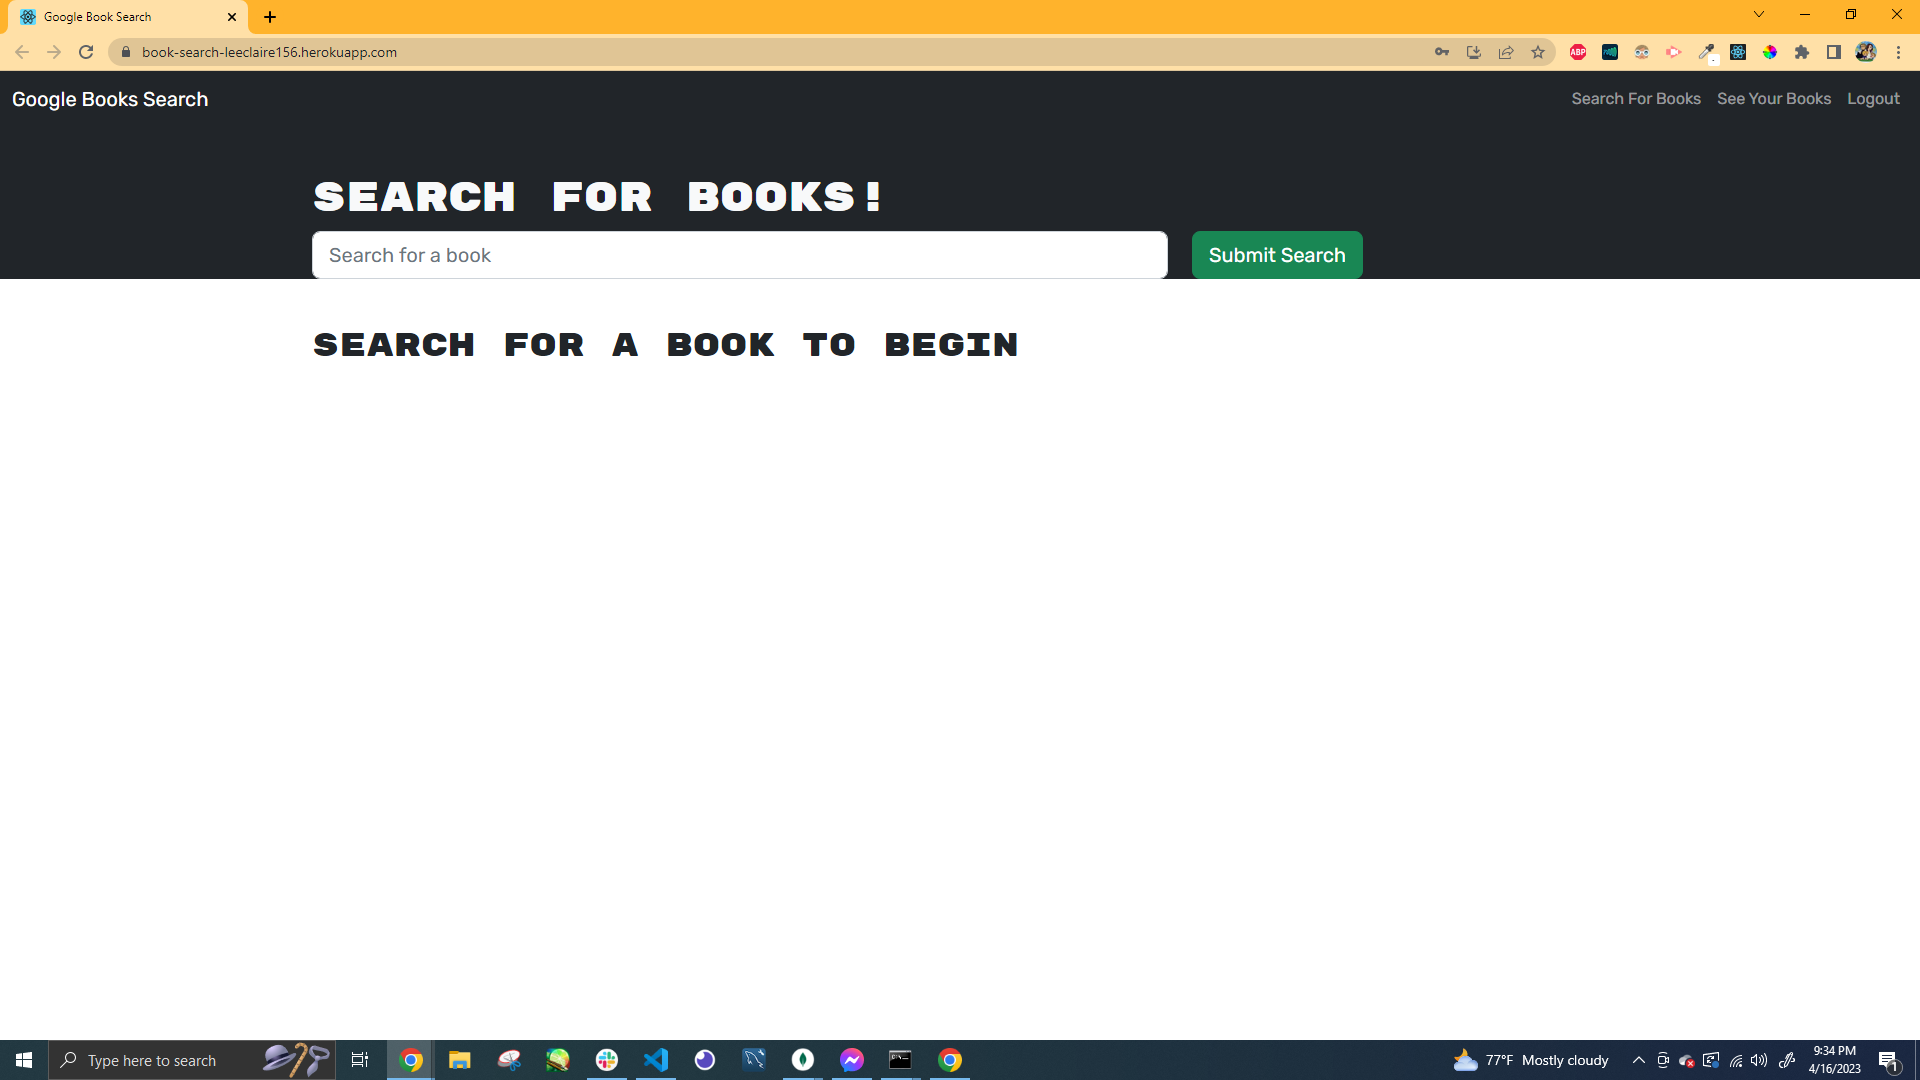 Google Book Search
book-search-leeclaire156.herokuapp.com
ABP
Google Books Search
Search For Books
See Your Books
Logout
SEARCH FOR BOOKS!
Search for a book
Submit Search
SEARCH FOR A BOOK TO BEGIN
Type here to search
77°F Mostly cloudy
9:34 PM
4/16/2023
1